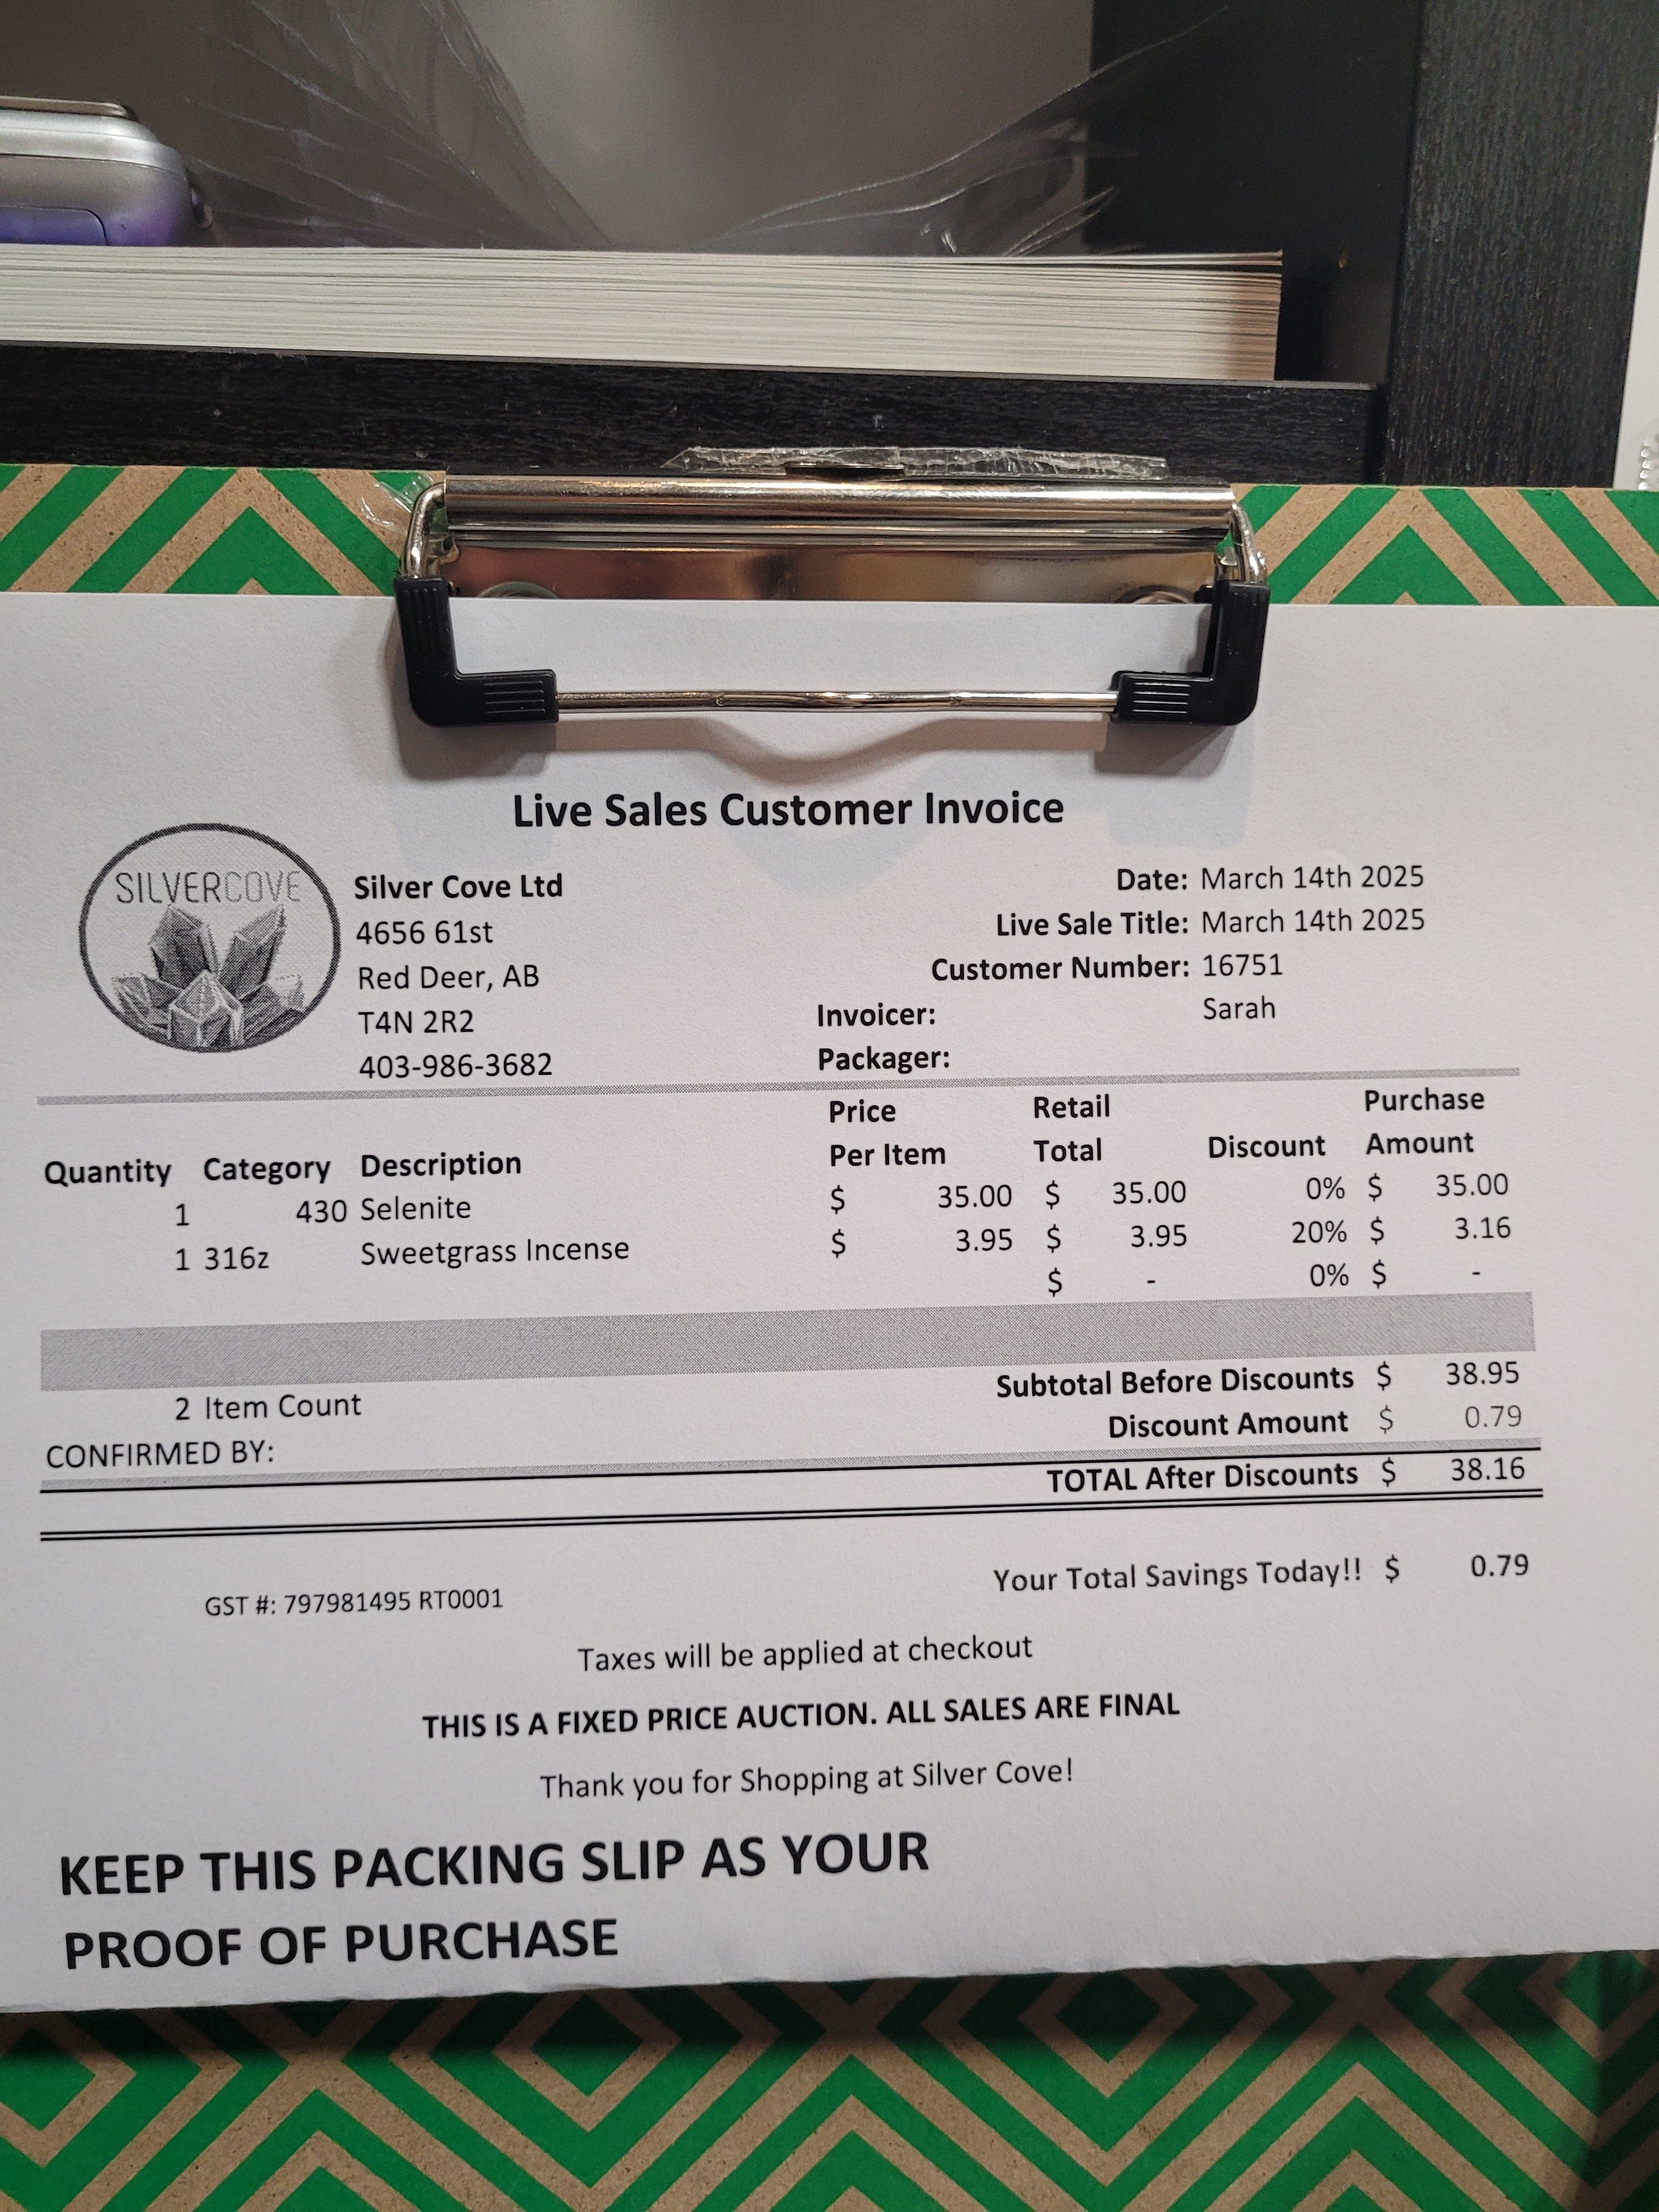 Live Sales Customer Invoice
SILVERCOVE
Silver Cove Ltd
4656 61st
Red Deer, AB
T4N 2R2
403-986-3682
Date: March 14th 2025
Live Sale Title: March 14th 2025
Customer Number: 16751
Invoicer: Sarah
Packager:
Quantity Category Description Price Per Item Retail Total Discount Purchase Amount
1 430 Selenite $ 35.00 $ 35.00 0% $ 35.00
1 316z Sweetgrass Incense $ 3.95 $ 3.95 20% $ 3.16
$ - 0% $ -
Subtotal Before Discounts $ 38.95
2 Item Count
Discount Amount $ 0.79
CONFIRMED BY:
TOTAL After Discounts $ 38.16
Your Total Savings Today!! $ 0.79
GST #: 797981495 RT0001
Taxes will be applied at checkout
THIS IS A FIXED PRICE AUCTION. ALL SALES ARE FINAL
Thank you for Shopping at Silver Cove!
KEEP THIS PACKING SLIP AS YOUR
PROOF OF PURCHASE